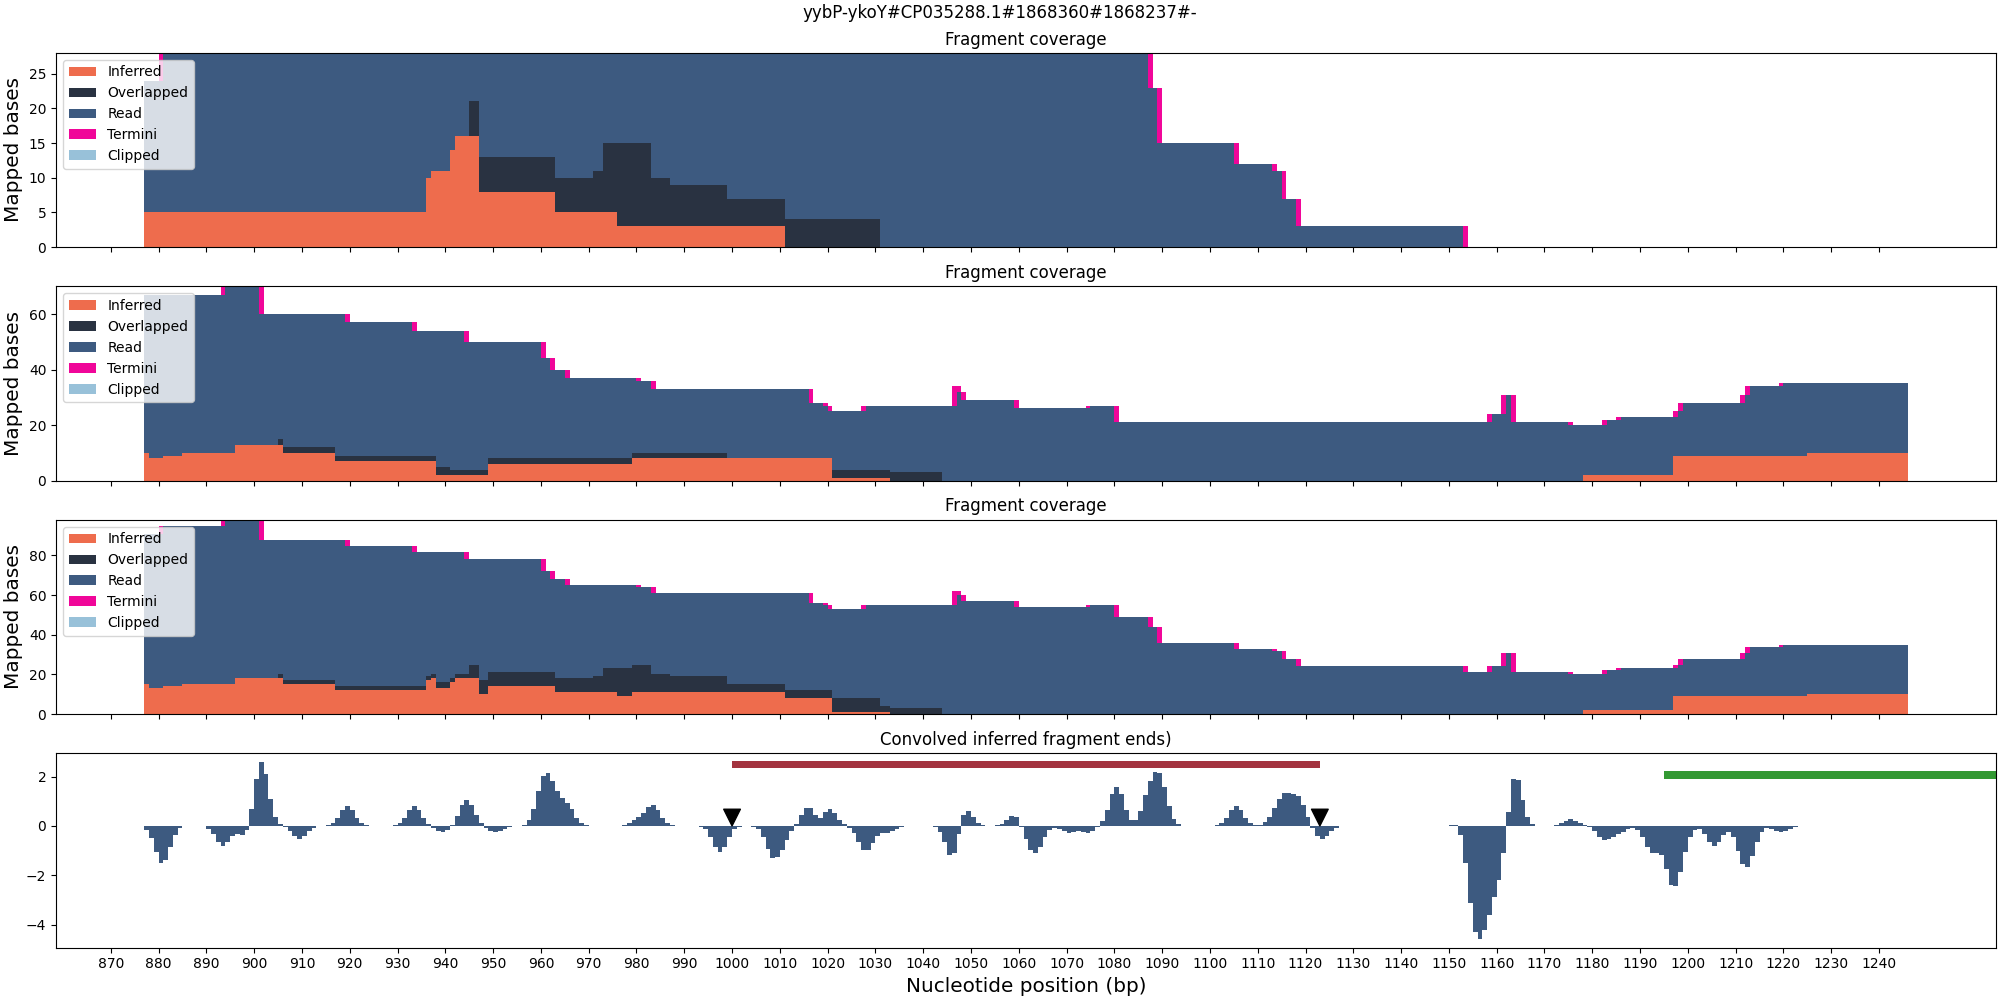 yybP-ykoY#CP035288.1#1868360#1868237#-
Fragment coverage
Mapped bases
25
20
15
10
5
0
Inferred
Overlapped
Read
Termini
Clipped
Fragment coverage
Mapped bases
60
40
20
0
Inferred
Overlapped
Read
Termini
Clipped
Fragment coverage
Mapped bases
80
60
40
20
0
Inferred
Overlapped
Read
Termini
Clipped
Convolved inferred fragment ends)
2
0
−2
−4
870 880 890 900 910 920 930 940 950 960 970 980 990 1000 1010 1020 1030 1040 1050 1060 1070 1080 1090 1100 1110 1120 1130 1140 1150 1160 1170 1180 1190 1200 1210 1220 1230 1240
Nucleotide position (bp)